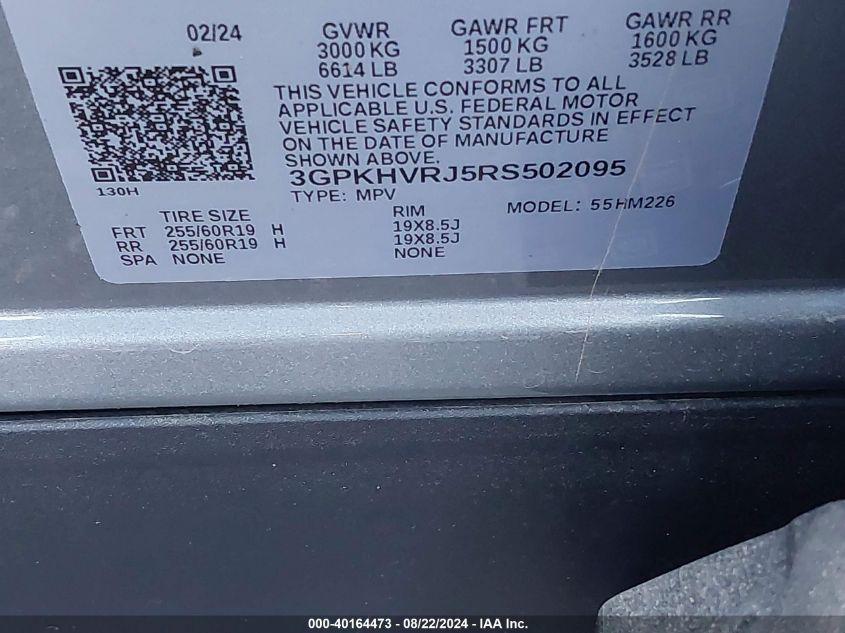 02/24
GVWR GAWR FRT GAWR RR
3000 KG 1500 KG 1600 KG
6614 LB 3307 LB 3528 LB
THIS VEHICLE CONFORMS TO ALL
APPLICABLE U.S. FEDERAL MOTOR
VEHICLE SAFETY STANDARDS IN EFFECT
ON THE DATE OF MANUFACTURE
SHOWN ABOVE.
3GPKHVRJ5RS502095
130H
TYPE: MPV MODEL: 55HM226
TIRE SIZE RIM
FRT 255/60R19 H 19X8.5J
RR 255/60R19 H 19X8.5J
SPA NONE NONE
000-40164473 - 08/22/2024 - IAA Inc.